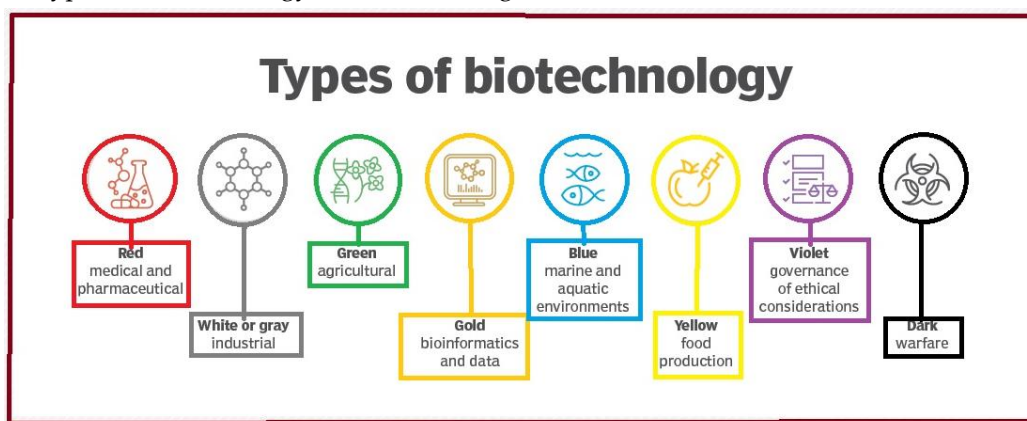 Types of biotechnology
Red
medical and
pharmaceutical
White or gray
industrial
Green
agricultural
Gold
bioinformatics
and data
Blue
marine and
aquatic
environments
Yellow
food
production
Violet
governance
of ethical
considerations
Dark
warfare